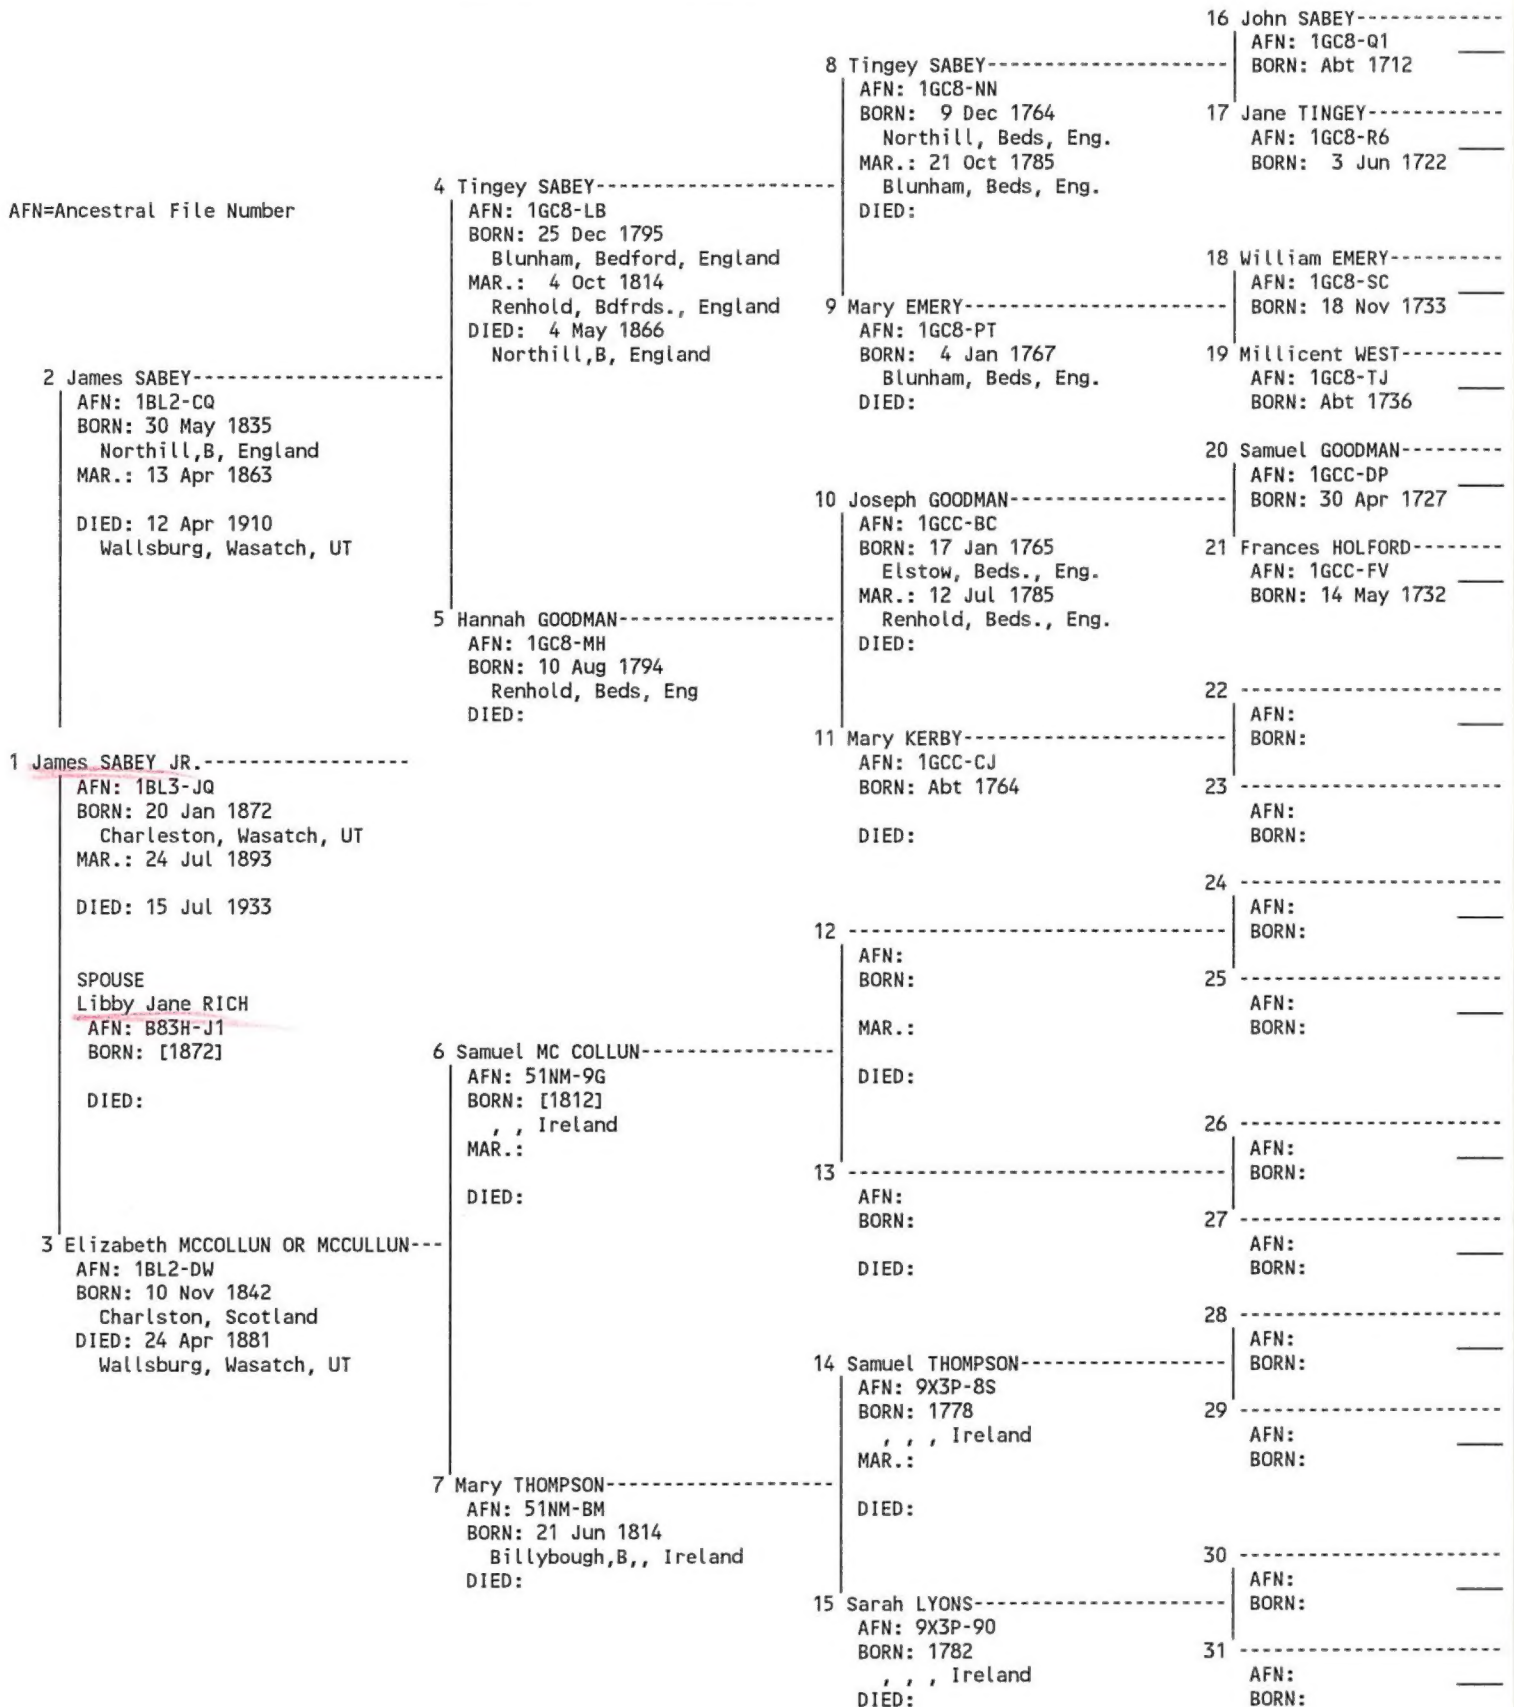 AFN=Ancestral File Number
1 James SABEY JR.-----------------
AFN: 1BL3-JQ
BORN: 20 Jan 1872
Charleston, Wasatch, UT
MAR.: 24 Jul 1893
DIED: 15 Jul 1933
SPOUSE
Libby Jane RICH
AFN: B83H-J1
BORN: [1872]
DIED:
2 James SABEY---------------------
AFN: 1BL2-CQ
BORN: 30 May 1835
Northill,B, England
MAR.: 13 Apr 1863
DIED: 12 Apr 1910
Wallsburg, Wasatch, UT
3 Elizabeth MCCOLLUN OR MCCULLUN---
AFN: 1BL2-DW
BORN: 10 Nov 1842
Charlston, Scotland
DIED: 24 Apr 1881
Wallsburg, Wasatch, UT
4 Tingey SABEY--------------------
AFN: 1GC8-LB
BORN: 25 Dec 1795
Blunham, Bedford, England
MAR.: 4 Oct 1814
Renhold, Bdfrds., England
DIED: 4 May 1866
Northill,B, England
5 Hannah GOODMAN------------------
AFN: 1GC8-MH
BORN: 10 Aug 1794
Renhold, Beds, Eng
DIED:
6 Samuel MC COLLUN----------------
AFN: 51NM-9G
BORN: [1812]
, , Ireland
MAR.:
DIED:
7 Mary THOMPSON-------------------
AFN: 51NM-BM
BORN: 21 Jun 1814
Billybough,B,, Ireland
DIED:
8 Tingey SABEY--------------------
AFN: 1GC8-NN
BORN: 9 Dec 1764
Northill, Beds, Eng.
MAR.: 21 Oct 1785
Blunham, Beds, Eng.
DIED:
9 Mary EMERY----------------------
AFN: 1GC8-PT
BORN: 4 Jan 1767
Blunham, Beds, Eng.
DIED:
10 Joseph GOODMAN------------------
AFN: 1GCC-BC
BORN: 17 Jan 1765
Elstow, Beds., Eng.
MAR.: 12 Jul 1785
Renhold, Beds., Eng.
DIED:
11 Mary KERBY----------------------
AFN: 1GCC-CJ
BORN: Abt 1764
DIED:
12 --------------------------------
AFN:
BORN:
MAR.:
DIED:
13 --------------------------------
AFN:
BORN:
DIED:
14 Samuel THOMPSON-----------------
AFN: 9X3P-8S
BORN: 1778
, , , Ireland
MAR.:
DIED:
15 Sarah LYONS---------------------
AFN: 9X3P-90
BORN: 1782
, , , Ireland
DIED:
16 John SABEY------------
AFN: 1GC8-Q1
BORN: Abt 1712
17 Jane TINGEY-----------
AFN: 1GC8-R6
BORN: 3 Jun 1722
18 William EMERY---------
AFN: 1GC8-SC
BORN: 18 Nov 1733
19 Millicent WEST--------
AFN: 1GC8-TJ
BORN: Abt 1736
20 Samuel GOODMAN--------
AFN: 1GCC-DP
BORN: 30 Apr 1727
21 Frances HOLFORD-------
AFN: 1GCC-FV
BORN: 14 May 1732
22 ----------------------
AFN:
BORN:
23 ----------------------
AFN:
BORN:
24 ----------------------
AFN:
BORN:
25 ----------------------
AFN:
BORN:
26 ----------------------
AFN:
BORN:
27 ----------------------
AFN:
BORN:
28 ----------------------
AFN:
BORN:
29 ----------------------
AFN:
BORN:
30 ----------------------
AFN:
BORN:
31 ----------------------
AFN:
BORN: